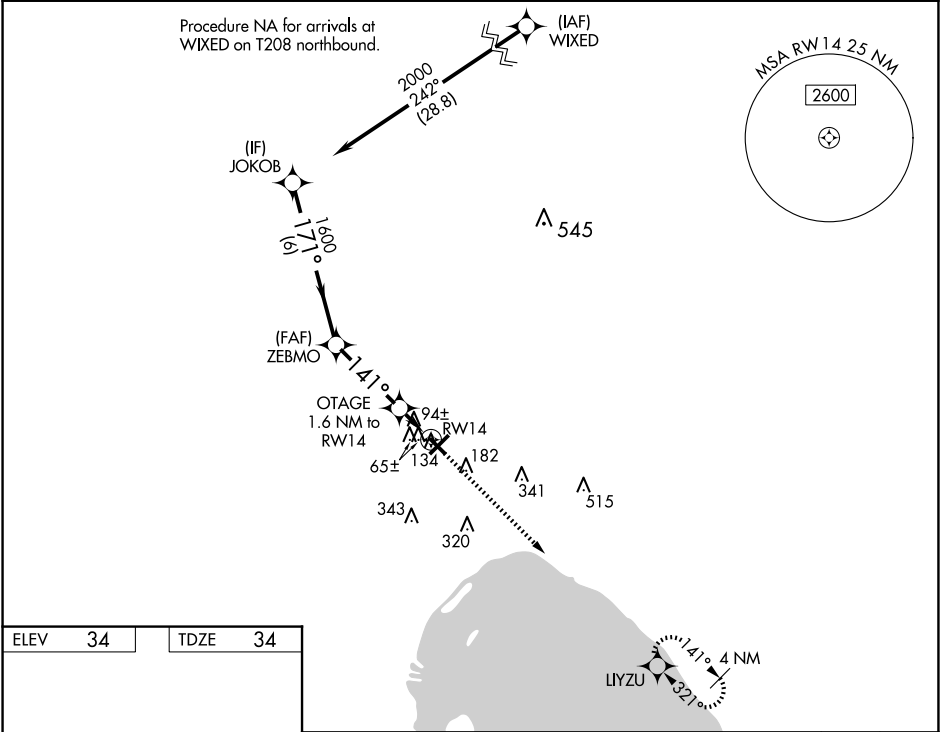 Procedure NA for arrivals at
WIXED on T208 northbound.
(IAF)
WIXED
MSA RW14 25 NM
2600
2000
242°
(28.8)
(IF)
JOKOB
1600
171°
(6)
545
(FAF)
ZEBMO
141°
OTAGE
1.6 NM to
RW14
94±
RW14
65±
134
182
341
515
343
320
ELEV 34
TDZE 34
LIYZU
141°
4 NM
321°